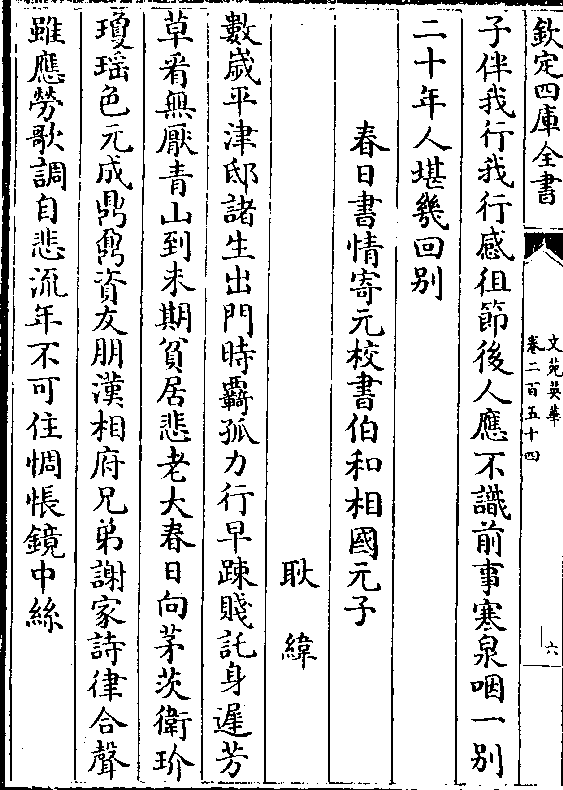 欽定四庫全書
文苑英華
卷二百五十四
六
子伴我行我行感徂節後人應不識前事寒泉咽一别
二十年人堪幾回别
春日書情寄元校書伯和相國元子
耿緯
數嵗平津邸諸生出門時覊孤力行早踈賤託身遲芳
草看無厭青山到未期貧居悲老大春日向茅茨衛玠
瓊瑶色元成鼎鼐資友朋漢相府兄弟謝家詩律合聲
雖應勞歌調自悲流年不可住惆悵鏡中絲